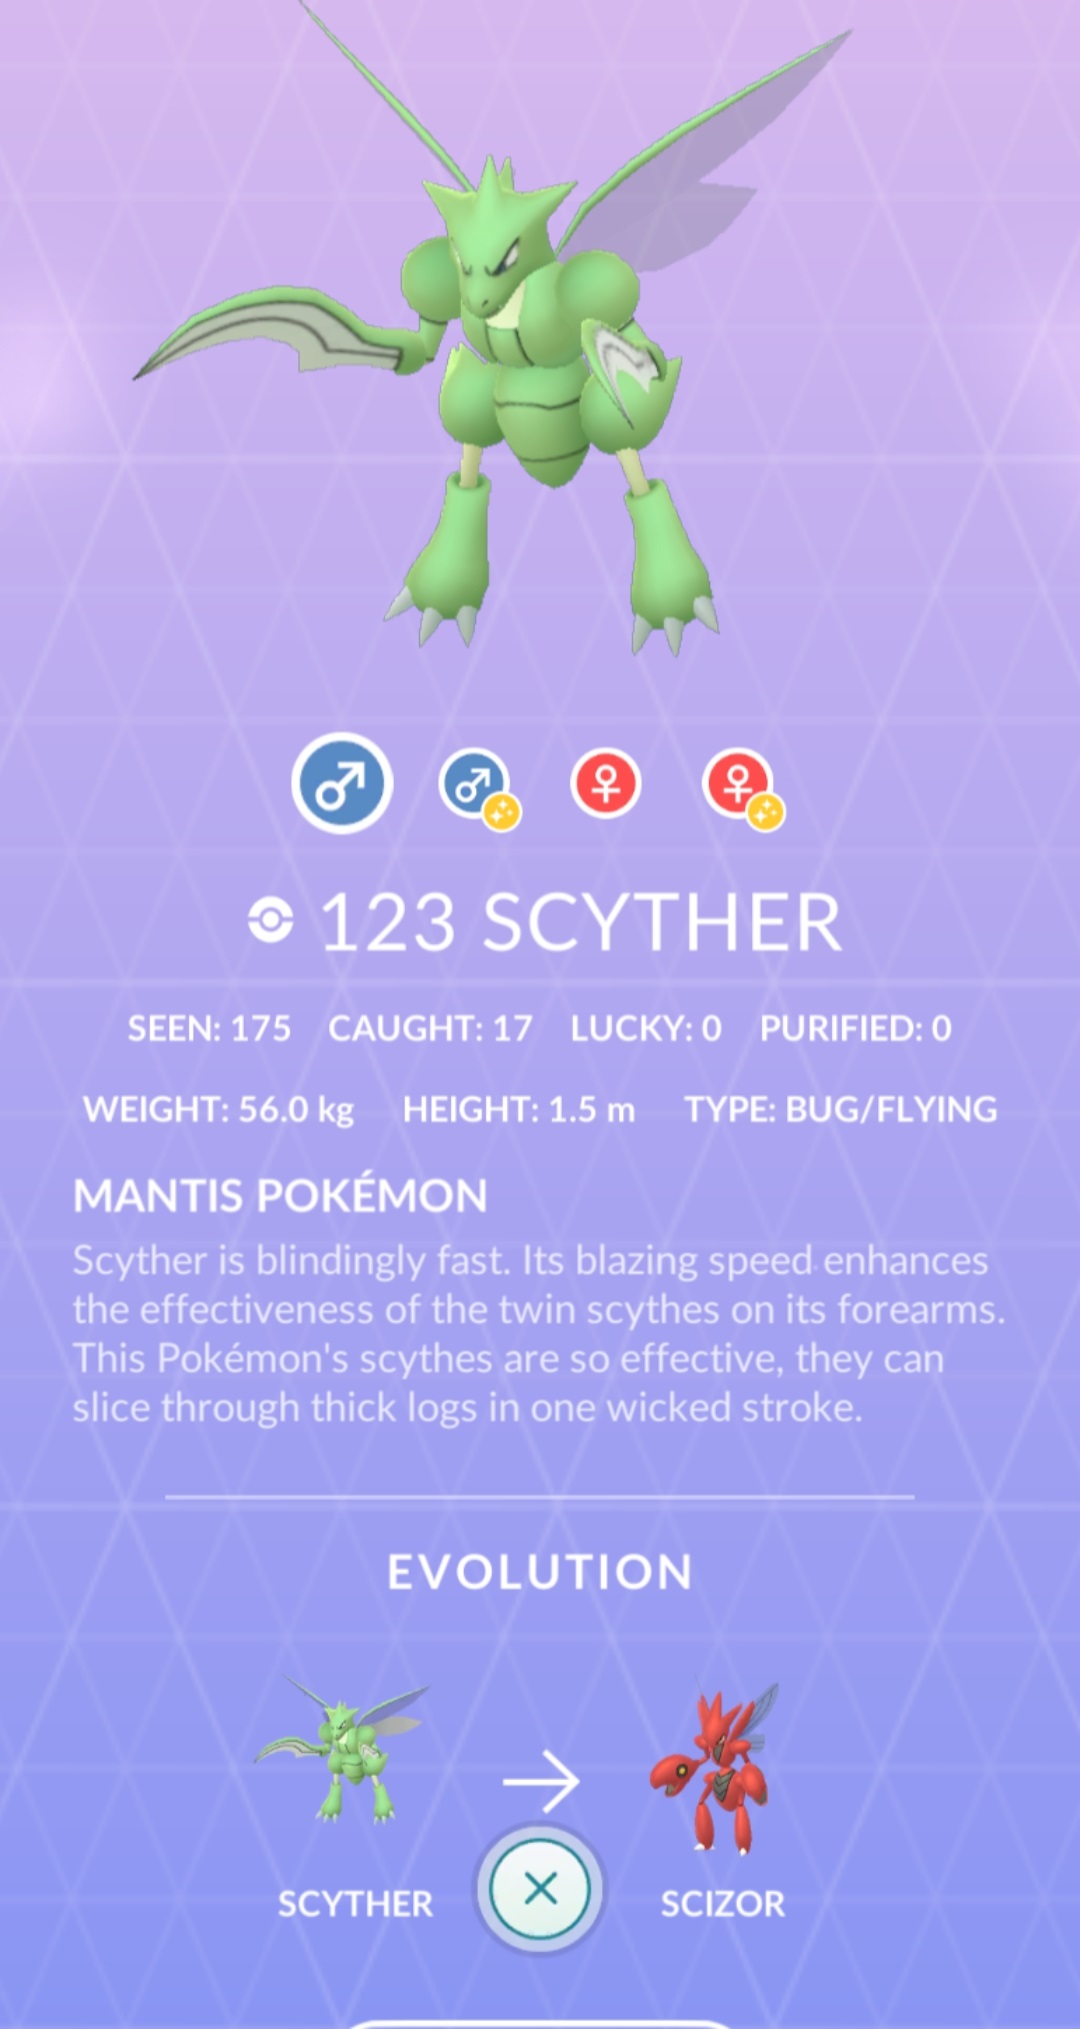 123 SCYTHER
SEEN: 175 CAUGHT: 17 LUCKY: 0 PURIFIED: 0
WEIGHT: 56.0 kg HEIGHT: 1.5 m TYPE: BUG/FLYING
MANTIS POKÉMON
Scyther is blindingly fast. Its blazing speed enhances
the effectiveness of the twin scythes on its forearms.
This Pokémon's scythes are so effective, they can
slice through thick logs in one wicked stroke.
EVOLUTION
SCYTHER SCIZOR